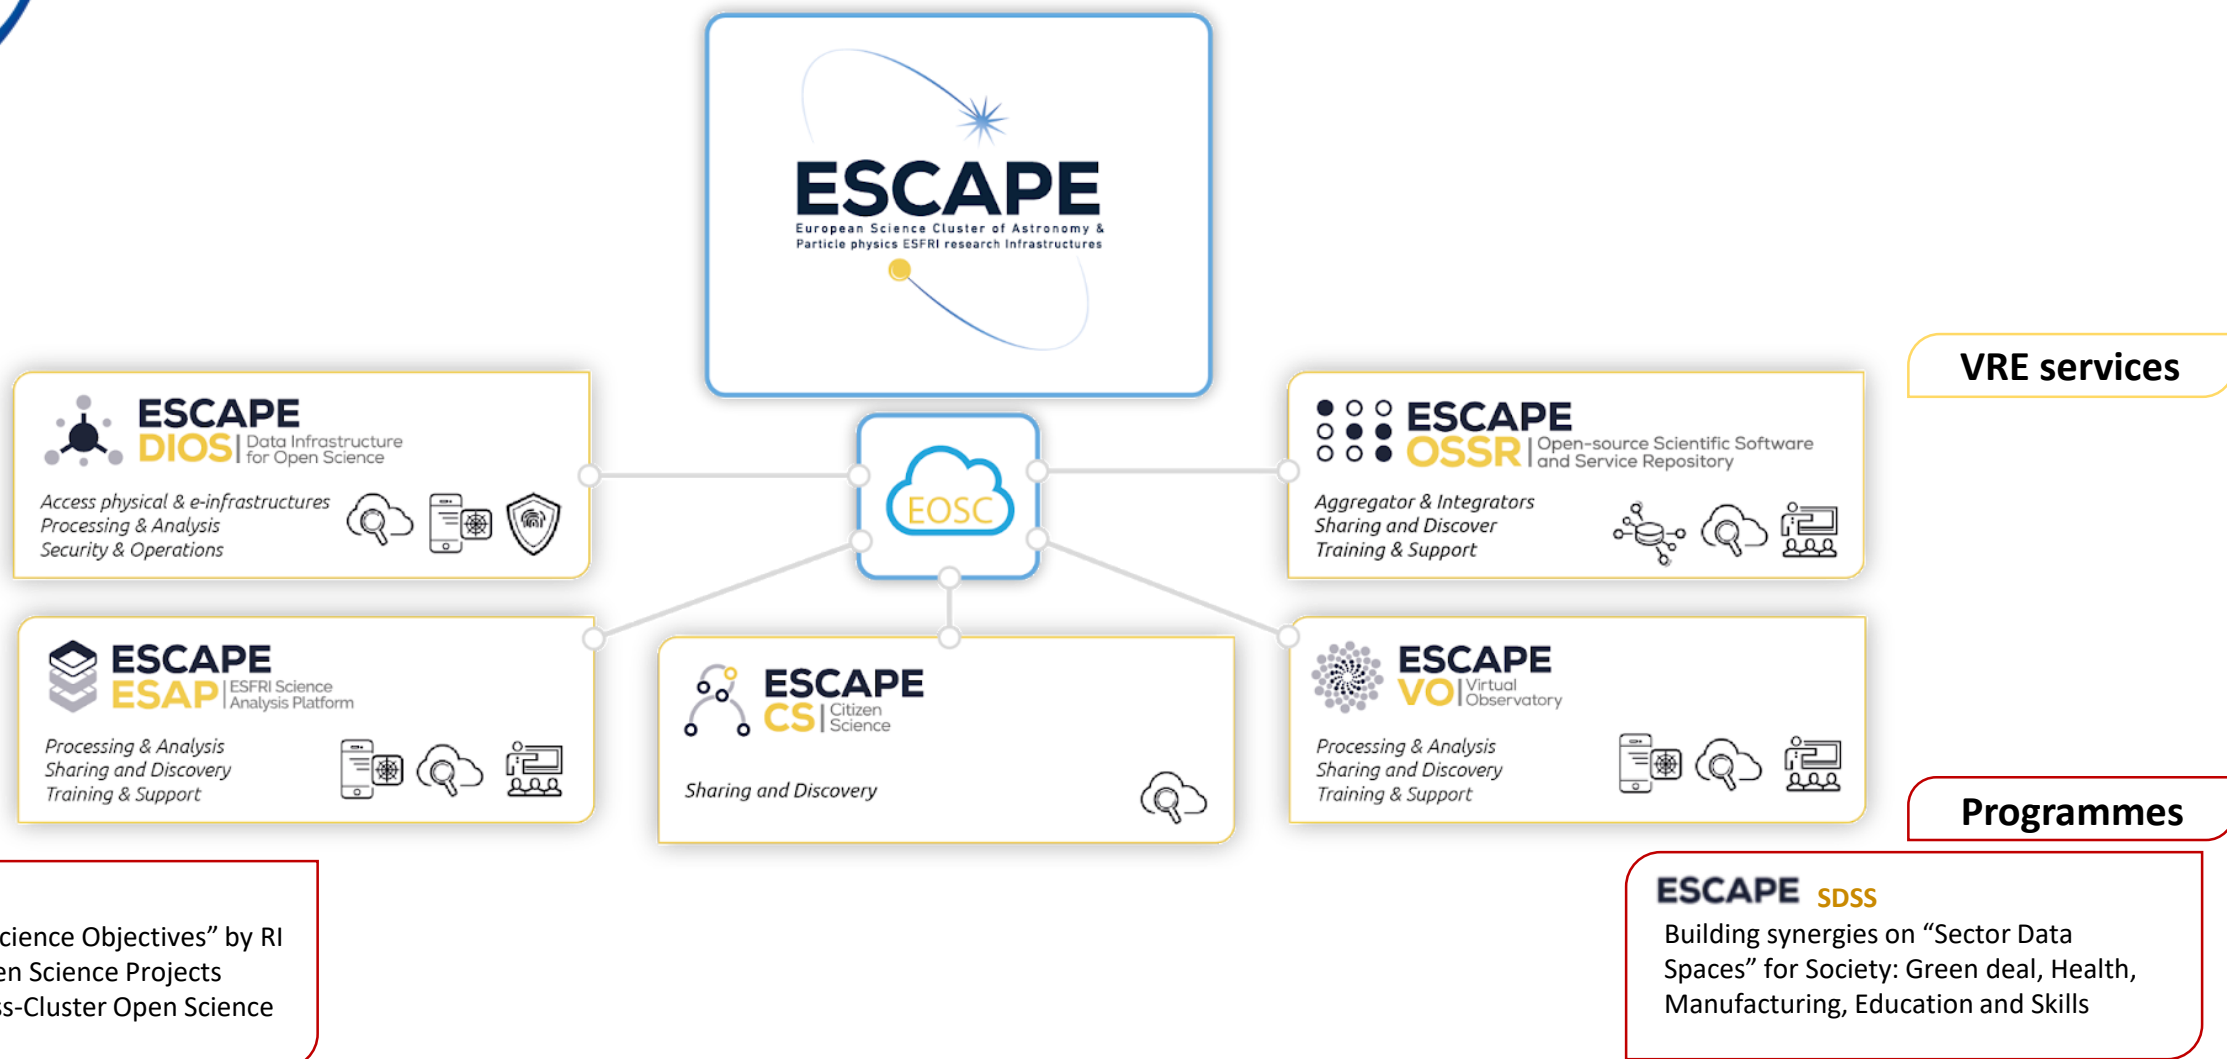 ESCAPE
European Science Cluster of Astronomy &
Particle physics ESFRI research Infrastructures
VRE services
ESCAPE
DIOS | Data Infrastructure
for Open Science
Access physical & e-infrastructures
Processing & Analysis
Security & Operations
EOSC
ESCAPE
OSSR | Open-source Scientific Software
and Service Repository
Aggregator & Integrators
Sharing and Discover
Training & Support
ESCAPE
ESAP | ESFRI Science
Analysis Platform
Processing & Analysis
Sharing and Discovery
Training & Support
ESCAPE
CS | Citizen
Science
Sharing and Discovery
ESCAPE
VO | Virtual
Observatory
Processing & Analysis
Sharing and Discovery
Training & Support
Programmes
cience Objectives” by RI
en Science Projects
ss-Cluster Open Science
ESCAPE SDSS
Building synergies on “Sector Data
Spaces” for Society: Green deal, Health,
Manufacturing, Education and Skills